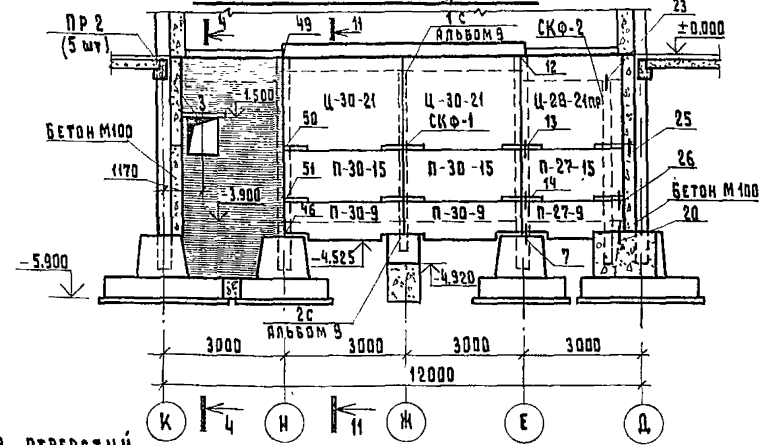 ПР 2
(5 шт)
4
49
11
1 с
АЛЬБОМ 9
СКФ-2
23
±0.000
3
-1.500
12
Ц-30-21
Ц-30-21
Ц-28-21пр
БЕТОН М100
50
СКФ-1
13
25
1170
51
П-30-15
П-30-15
П-27-15
14
26
-3.900
46
П-30-9
П-30-9
П-27-9
БЕТОН М100
20
-5.900
-4.525
-4.920
7
2с
АЛЬБОМ 9
3000
3000
3000
3000
12000
К
4
Н
11
Ж
Е
Д
ОТВЕРСТИЙ